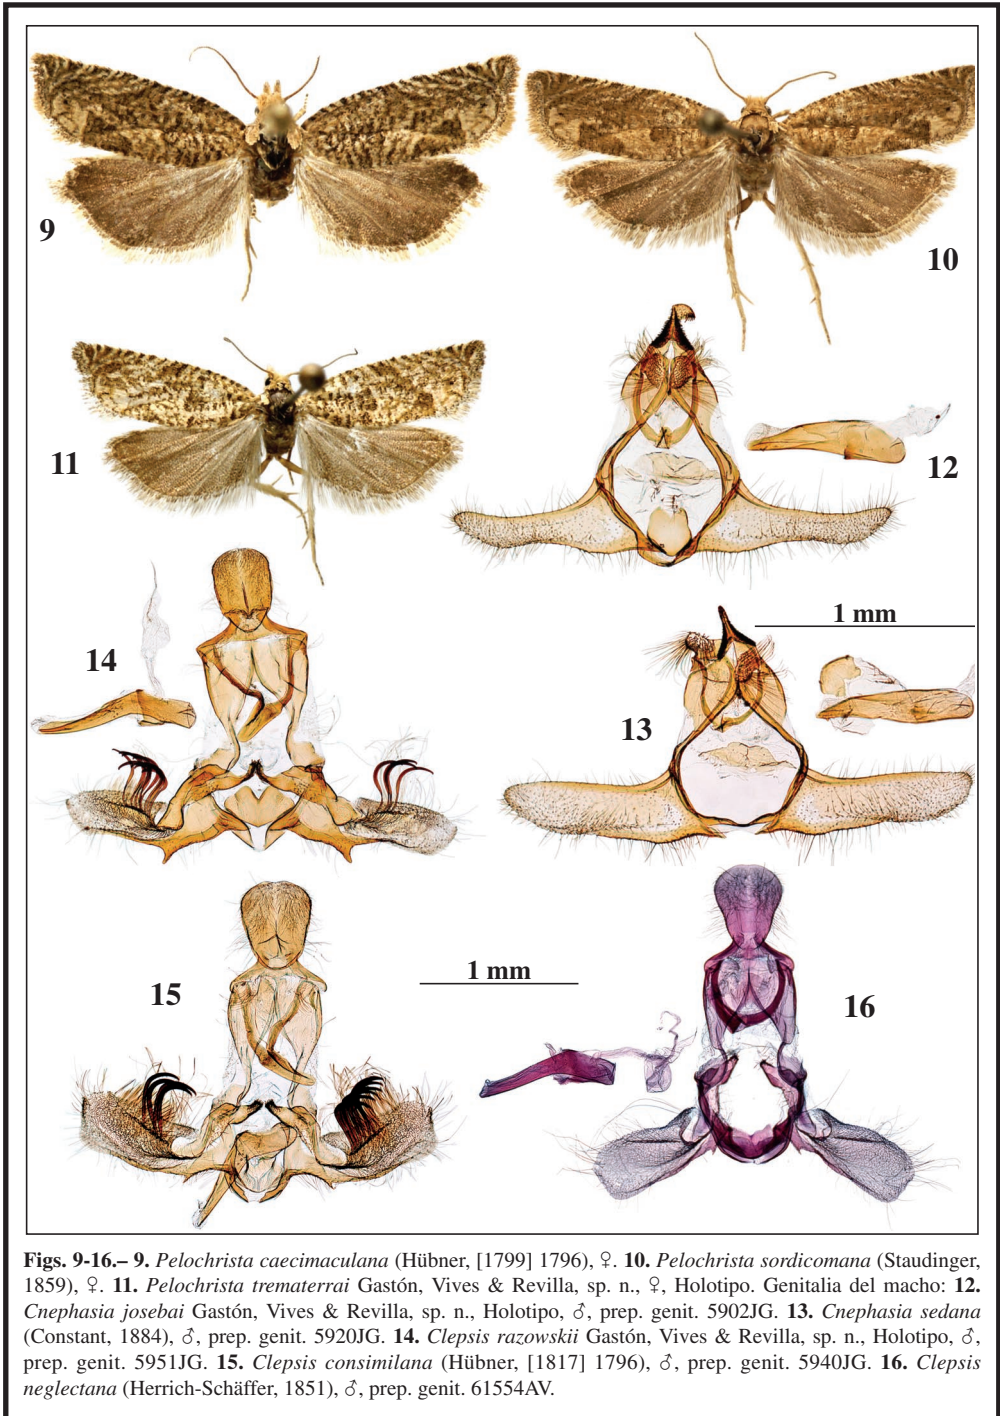 9
10
11
12
1 mm
14
13
1 mm
15
16
Figs. 9-16.– 9. Pelochrista caecimaculana (Hübner, [1799] 1796), ♀. 10. Pelochrista sordicomana (Staudinger,
1859), ♀. 11. Pelochrista trematerrai Gastón, Vives & Revilla, sp. n., ♀, Holotipo. Genitalia del macho: 12.
Cnephasia josebai Gastón, Vives & Revilla, sp. n., Holotipo, ♂, prep. genit. 5902JG. 13. Cnephasia sedana
(Constant, 1884), ♂, prep. genit. 5920JG. 14. Clepsis razowskii Gastón, Vives & Revilla, sp. n., Holotipo, ♂,
prep. genit. 5951JG. 15. Clepsis consimilana (Hübner, [1817] 1796), ♂, prep. genit. 5940JG. 16. Clepsis
neglectana (Herrich-Schäffer, 1851), ♂, prep. genit. 61554AV.